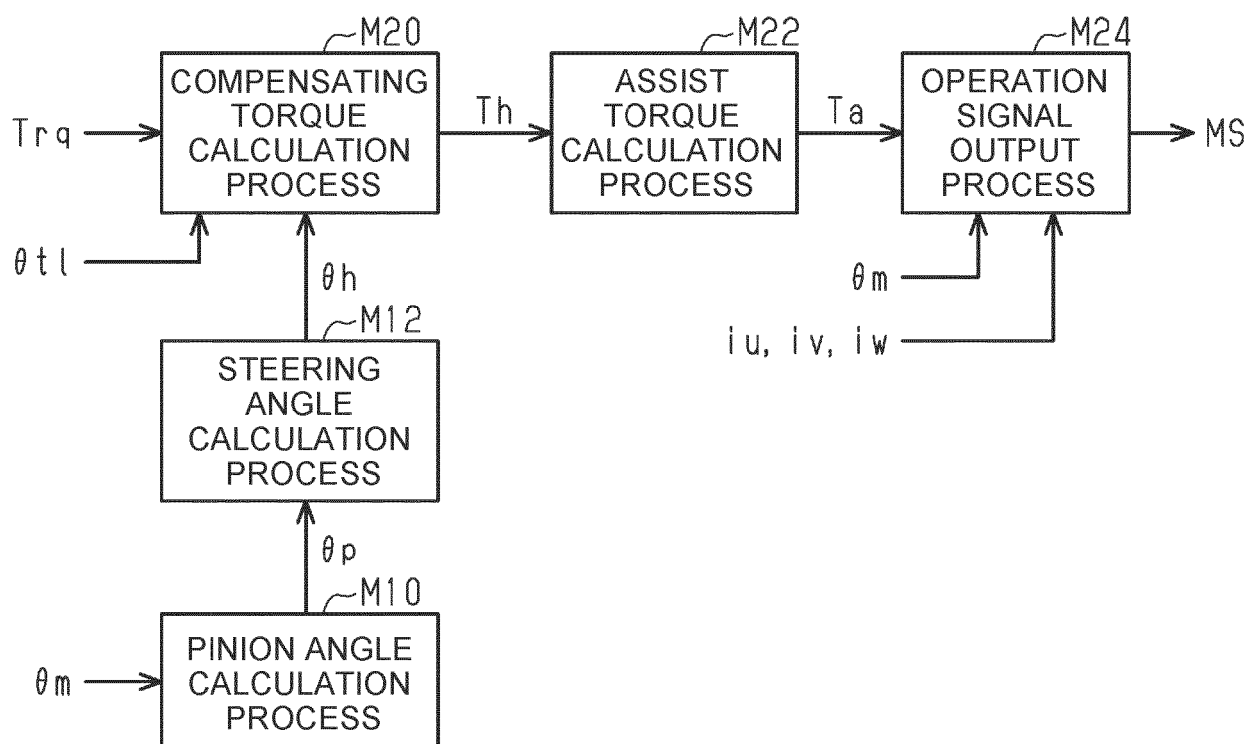 M20
COMPENSATING
TORQUE
CALCULATION
PROCESS
Trq
θtl
Th
M22
ASSIST
TORQUE
CALCULATION
PROCESS
Ta
M24
OPERATION
SIGNAL
OUTPUT
PROCESS
MS
θm
iu, iv, iw
θh
M12
STEERING
ANGLE
CALCULATION
PROCESS
θp
M10
PINION ANGLE
CALCULATION
PROCESS
θm